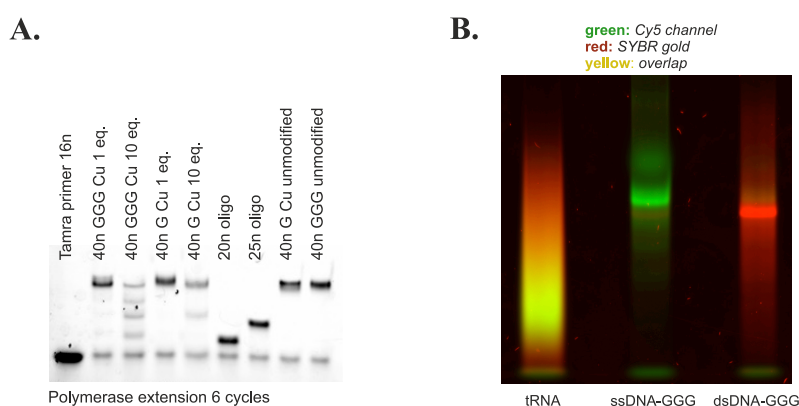 A.
B.
green: Cy5 channel
red: SYBR gold
yellow: overlap
Tamra primer 16n
40n GGG Cu 1 eq.
40n GGG Cu 10 eq.
40n G Cu 1 eq.
40n G Cu 10 eq.
20n oligo
25n oligo
40n G Cu unmodified
40n GGG unmodified
Polymerase extension 6 cycles
tRNA
ssDNA-GGG
dsDNA-GGG